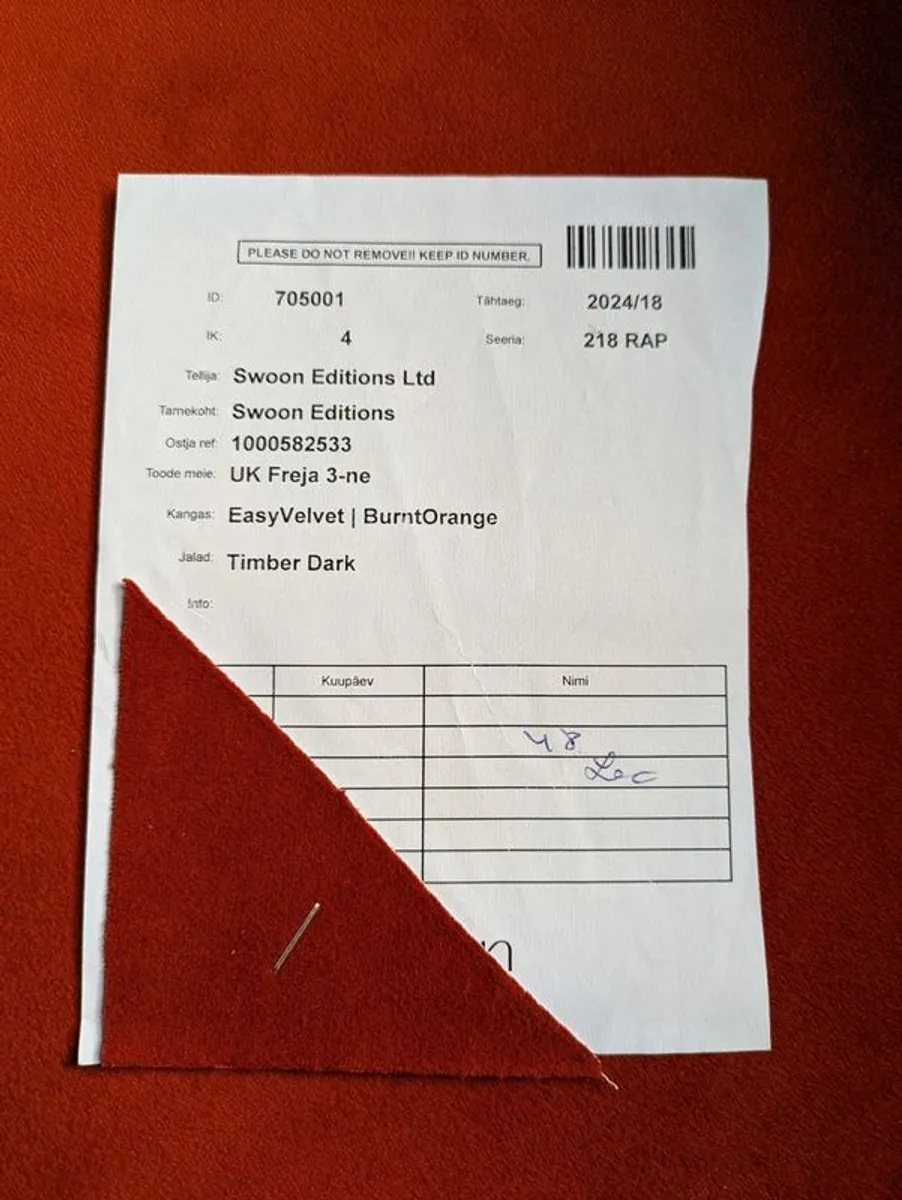 PLEASE DO NOT REMOVE!! KEEP ID NUMBER.
ID: 705001 Tähtaeg: 2024/18
IK: 4 Seeria: 218 RAP
Tellija: Swoon Editions Ltd
Tarnekoht: Swoon Editions
Ostja ref: 1000582533
Toode meie: UK Freja 3-ne
Kangas: EasyVelvet | BurntOrange
Jalad: Timber Dark
Info:
Kuupäev Nimi
48
n